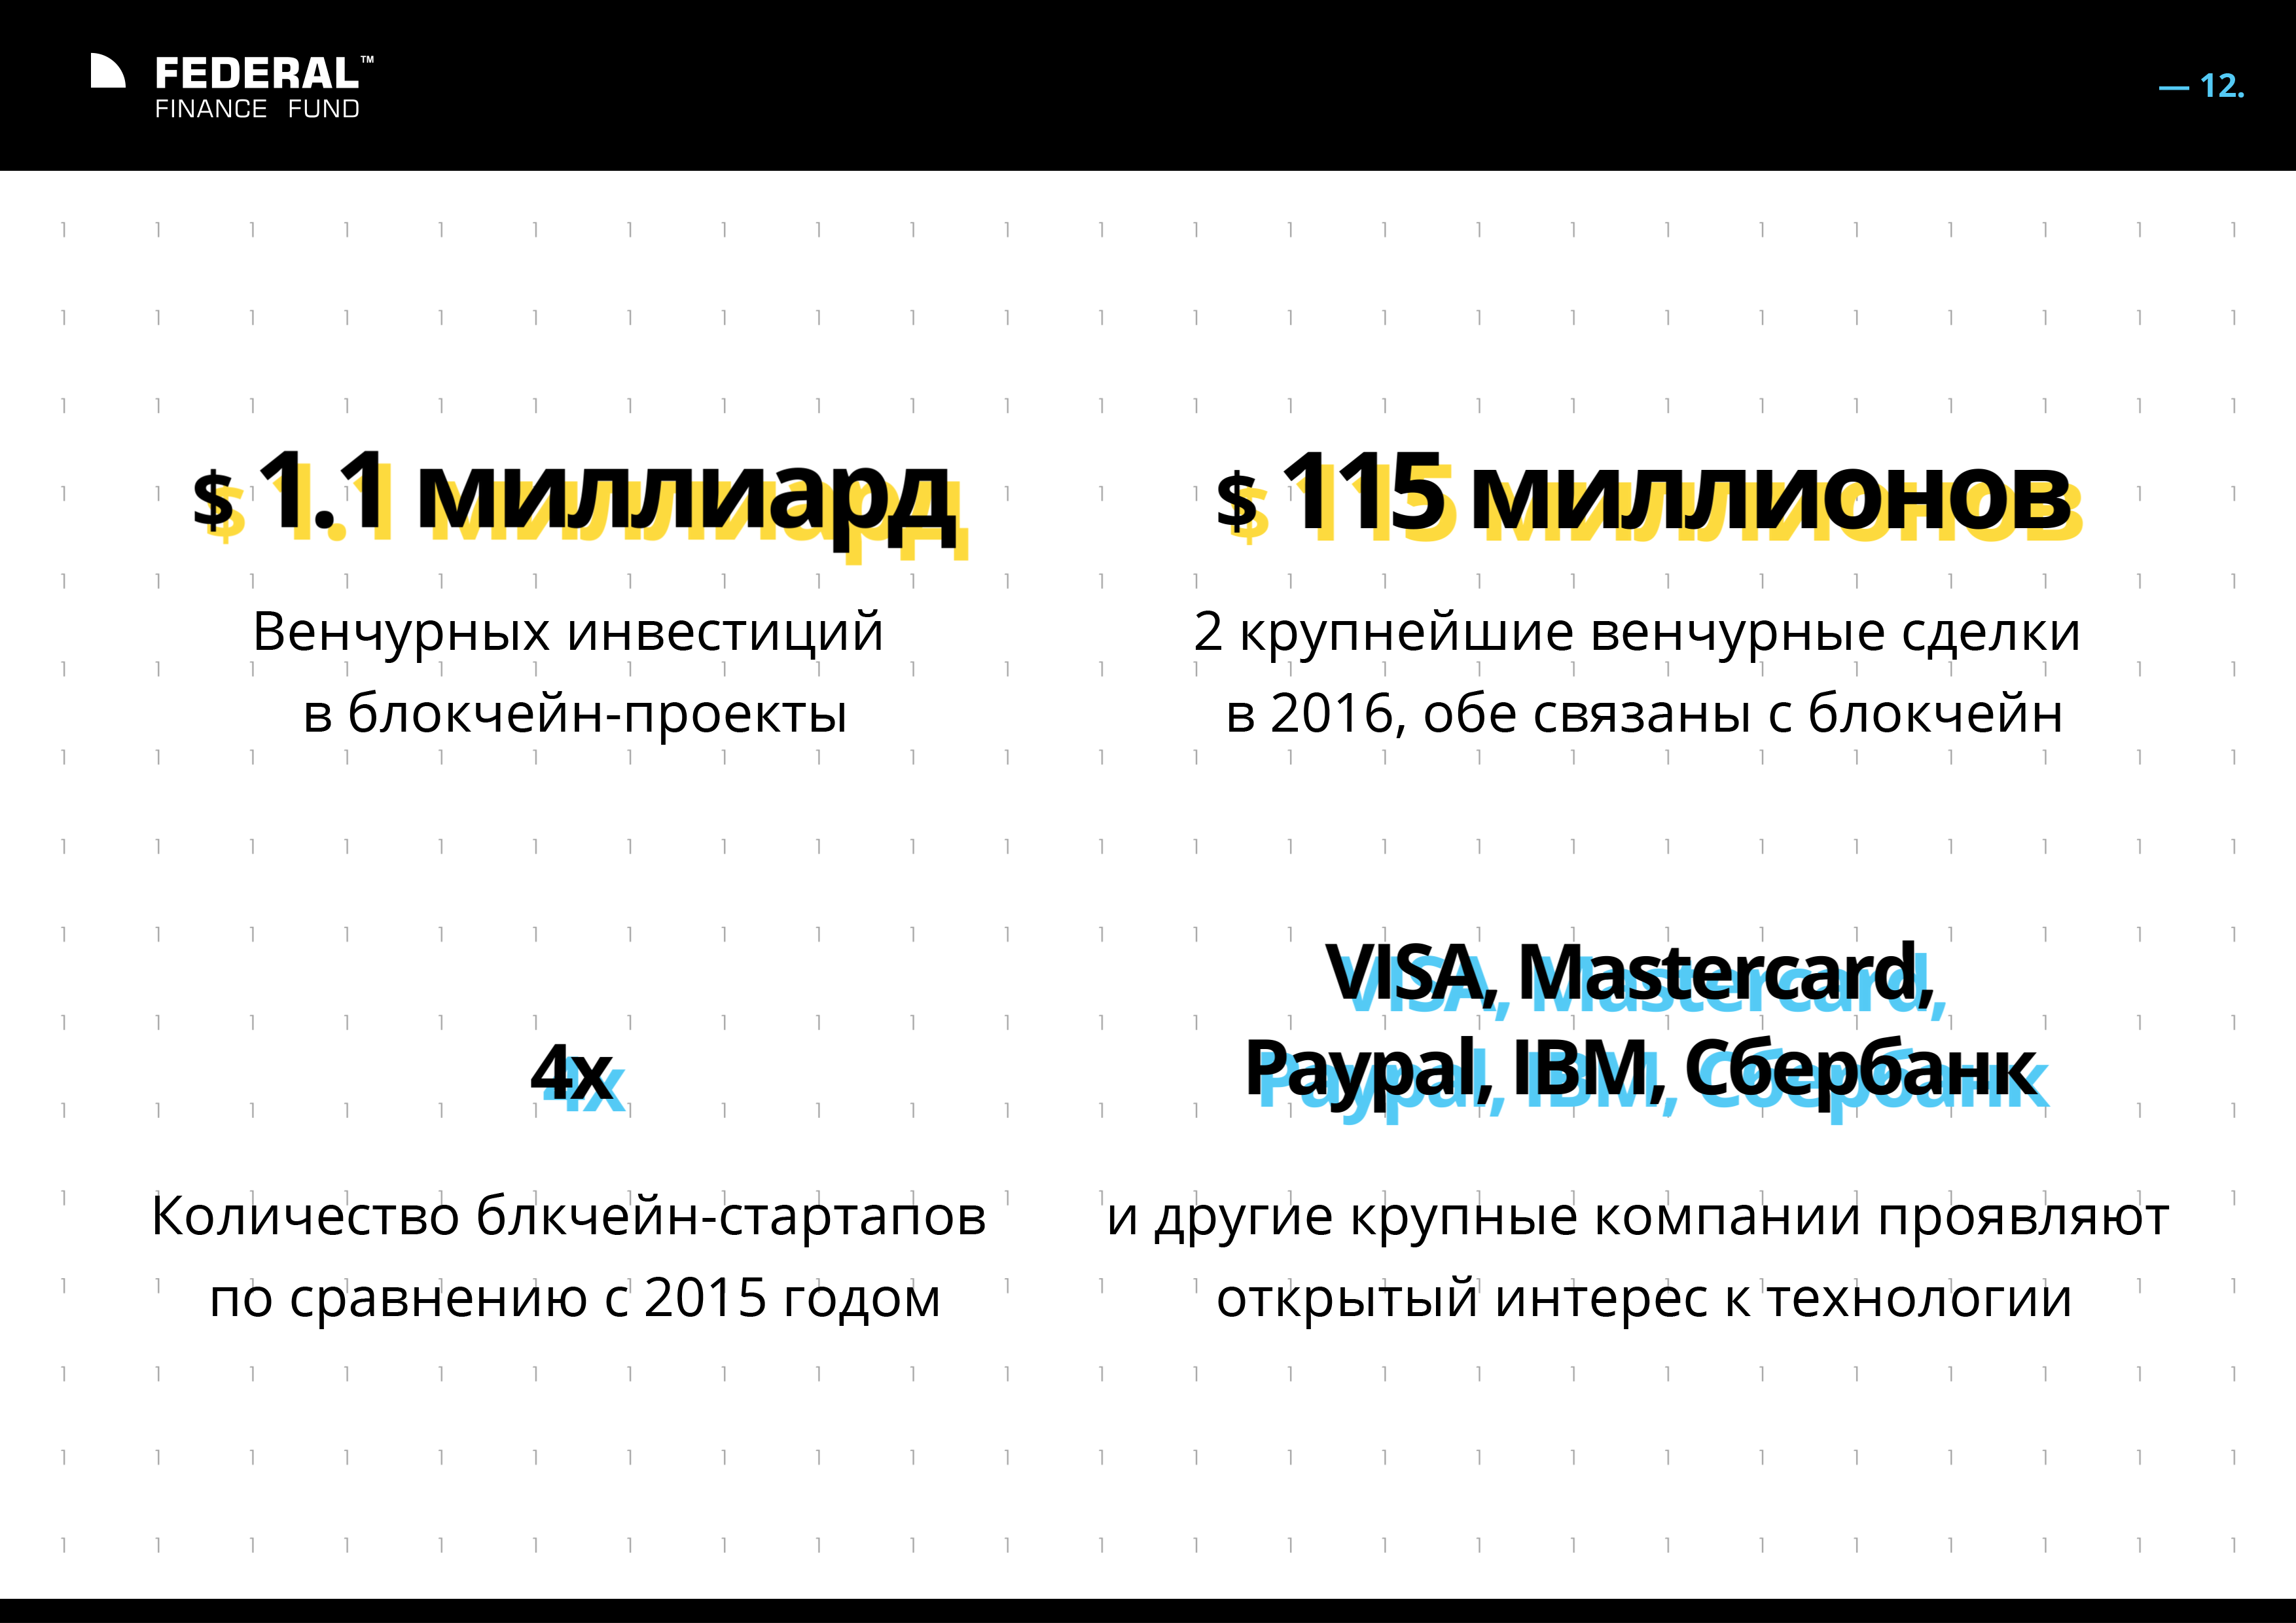 FEDERAL™
FINANCE FUND
— 12.
$ 1.1 миллиард
Венчурных инвестиций
в блокчейн-проекты
$ 115 миллионов
2 крупнейшие венчурные сделки
в 2016, обе связаны с блокчейн
4x
Количество блкчейн-стартапов
по сравнению с 2015 годом
VISA, Mastercard,
Paypal, IBM, Сбербанк
и другие крупные компании проявляют
открытый интерес к технологии